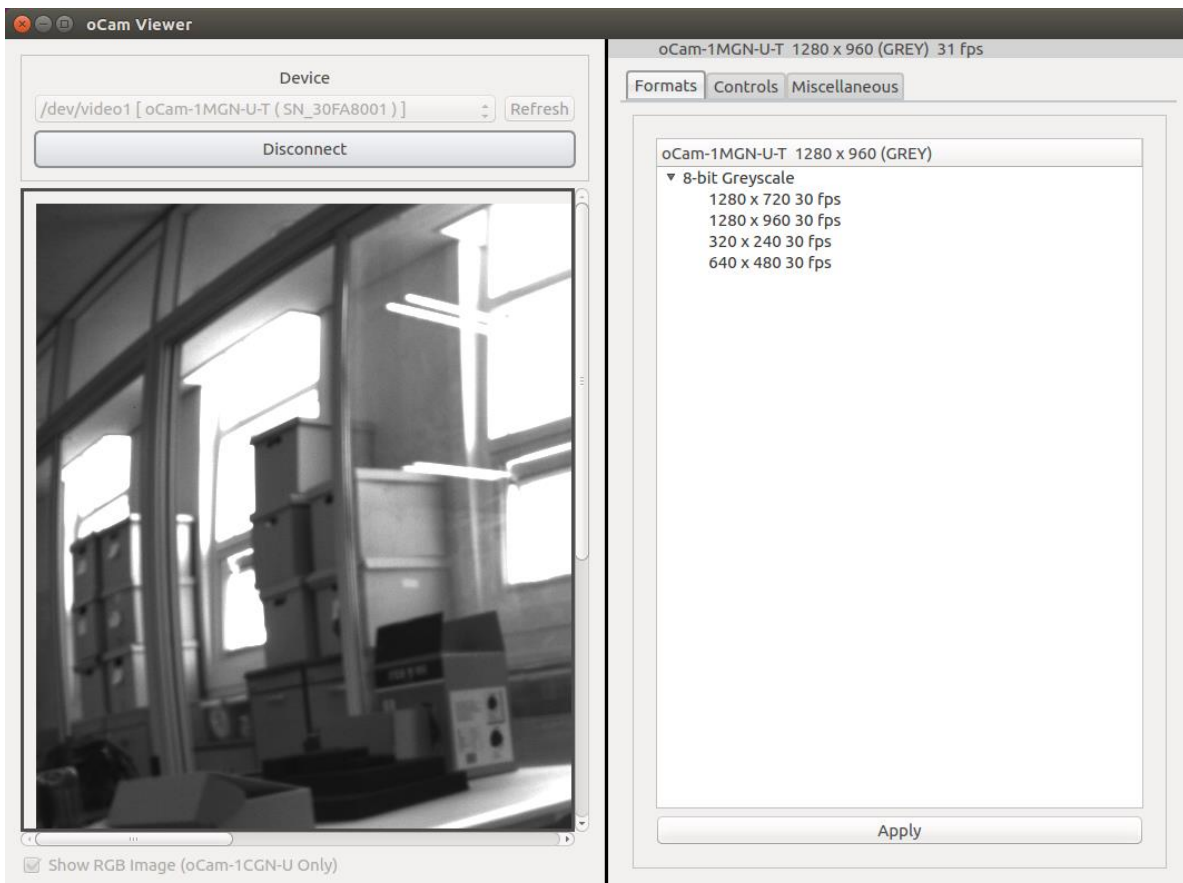 oCam Viewer
Device
/dev/video1 [ oCam-1MGN-U-T ( SN_30FA8001 ) ]
Refresh
Disconnect
Show RGB Image (oCam-1CGN-U Only)
oCam-1MGN-U-T 1280 x 960 (GREY) 31 fps
Formats Controls Miscellaneous
oCam-1MGN-U-T 1280 x 960 (GREY)
8-bit Greyscale
1280 x 720 30 fps
1280 x 960 30 fps
320 x 240 30 fps
640 x 480 30 fps
Apply